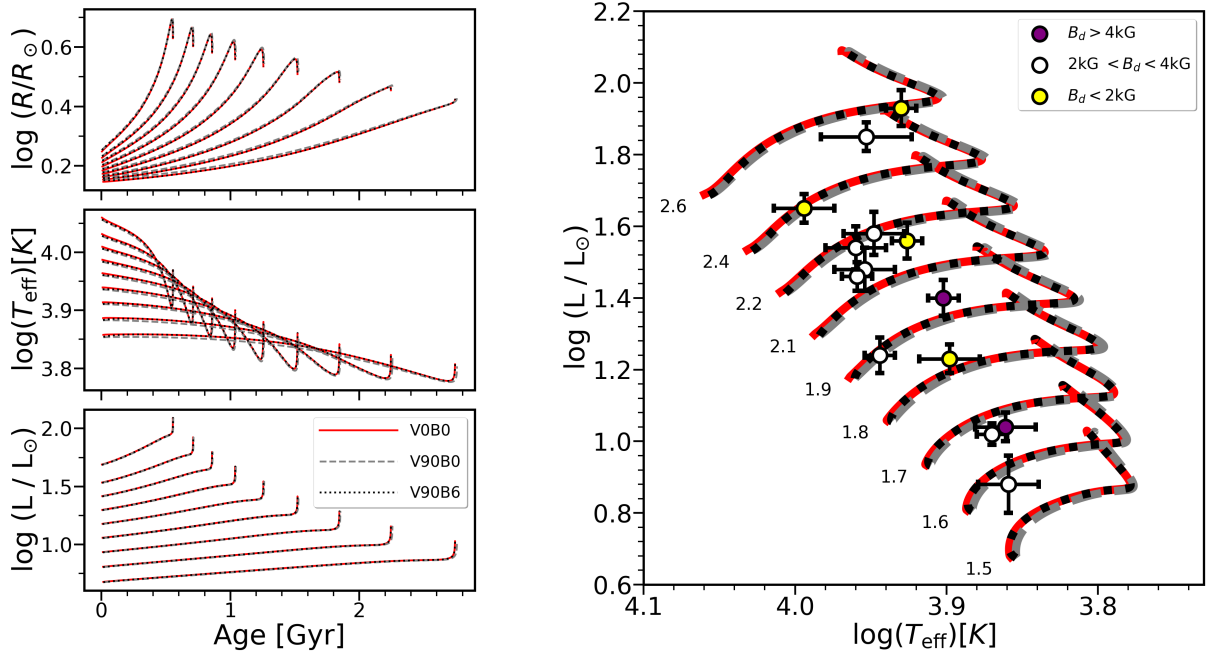 log (R/R⊙)
0.6
0.4
0.2
log(Teff)[K]
4.0
3.9
3.8
log (L / L⊙)
2.0
1.5
1.0
V0B0
V90B0
V90B6
0 1 2
Age [Gyr]
log (L / L⊙)
2.2
2.0
1.8
1.6
1.4
1.2
1.0
0.8
0.6
Bd > 4kG
2kG < Bd < 4kG
Bd < 2kG
2.6
2.4
2.2
2.1
1.9
1.8
1.7
1.6
1.5
4.1 4.0 3.9 3.8
log(Teff)[K]